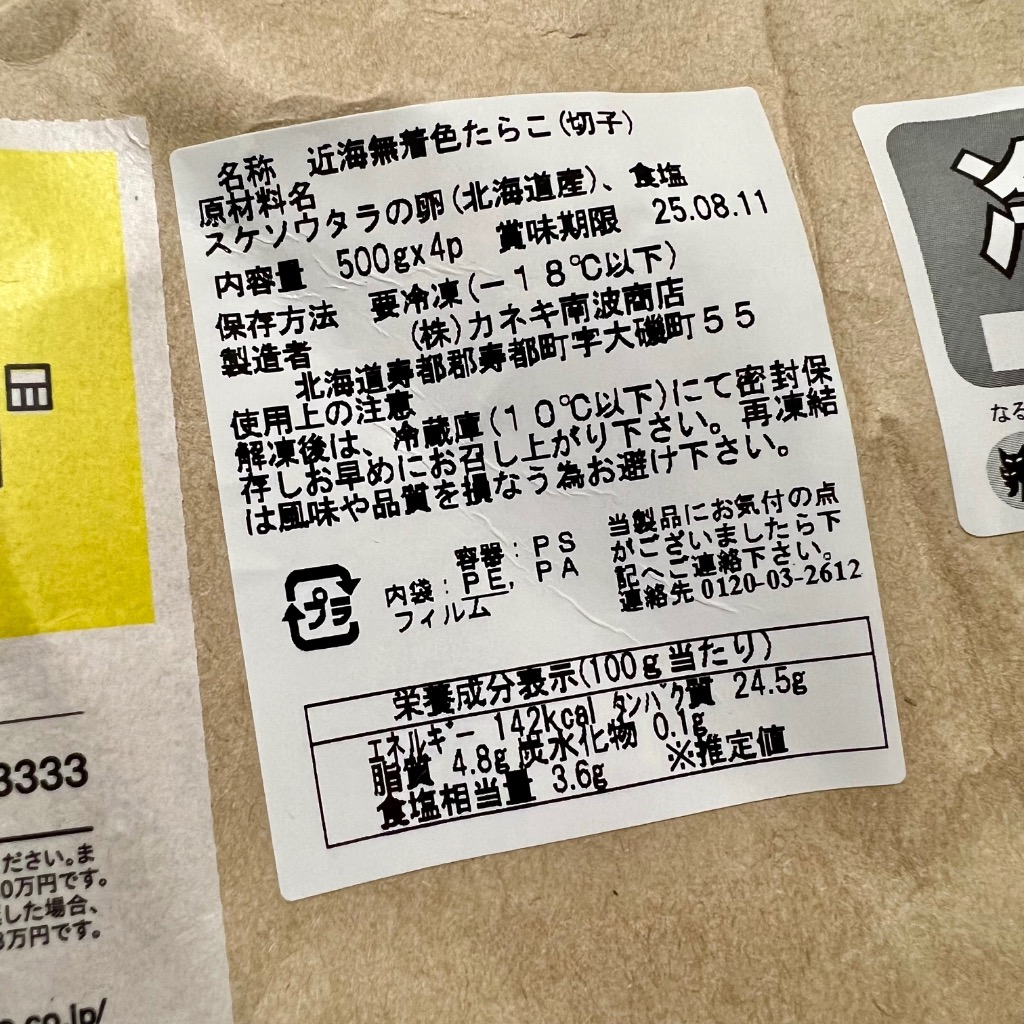 名称 近海無着色たらこ(切子)
原材料名
スケソウタラの卵(北海道産)、食塩
内容量 500gx4p 賞味期限 25.08.11
保存方法 要冷凍(-18℃以下)
製造者 (株)カネキ南波商店
北海道寿都郡寿都町字大磯町55
使用上の注意
解凍後は、冷蔵庫(10℃以下)にて密封保
存しお早めにお召し上がり下さい。再凍結
は風味や品質を損なう為お避け下さい。
プラ
容器:PS
内袋:PE, PA
フィルム
当製品にお気付の点
がございましたら下
記へご連絡下さい。
連絡先 0120-03-2612
栄養成分表示(100g当たり)
エネルギー 142kcal タンパク質 24.5g
脂質 4.8g 炭水化物 0.1g
食塩相当量 3.6g ※推定値
3333
ださい。ま
0万円です。
した場合、
万円です。
.co.jp/
なる